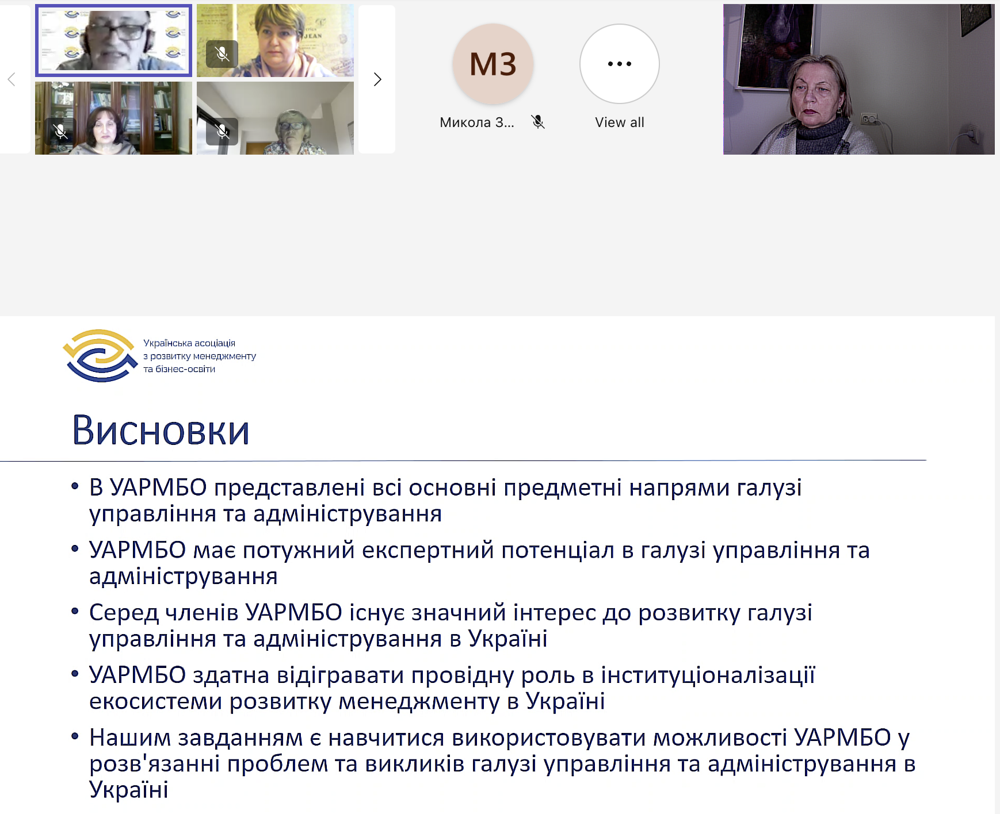 JEAN
МЗ
Микола З...
View all
Українська асоціація
з розвитку менеджменту
та бізнес-освіти
Висновки
• В УАРМБО представлені всі основні предметні напрями галузі
управління та адміністрування
• УАРМБО має потужний експертний потенціал в галузі управління та
адміністрування
• Серед членів УАРМБО існує значний інтерес до розвитку галузі
управління та адміністрування в Україні
• УАРМБО здатна відігравати провідну роль в інституціоналізації
екосистеми розвитку менеджменту в Україні
• Нашим завданням є навчитися використовувати можливості УАРМБО у
розв'язанні проблем та викликів галузі управління та адміністрування в
Україні